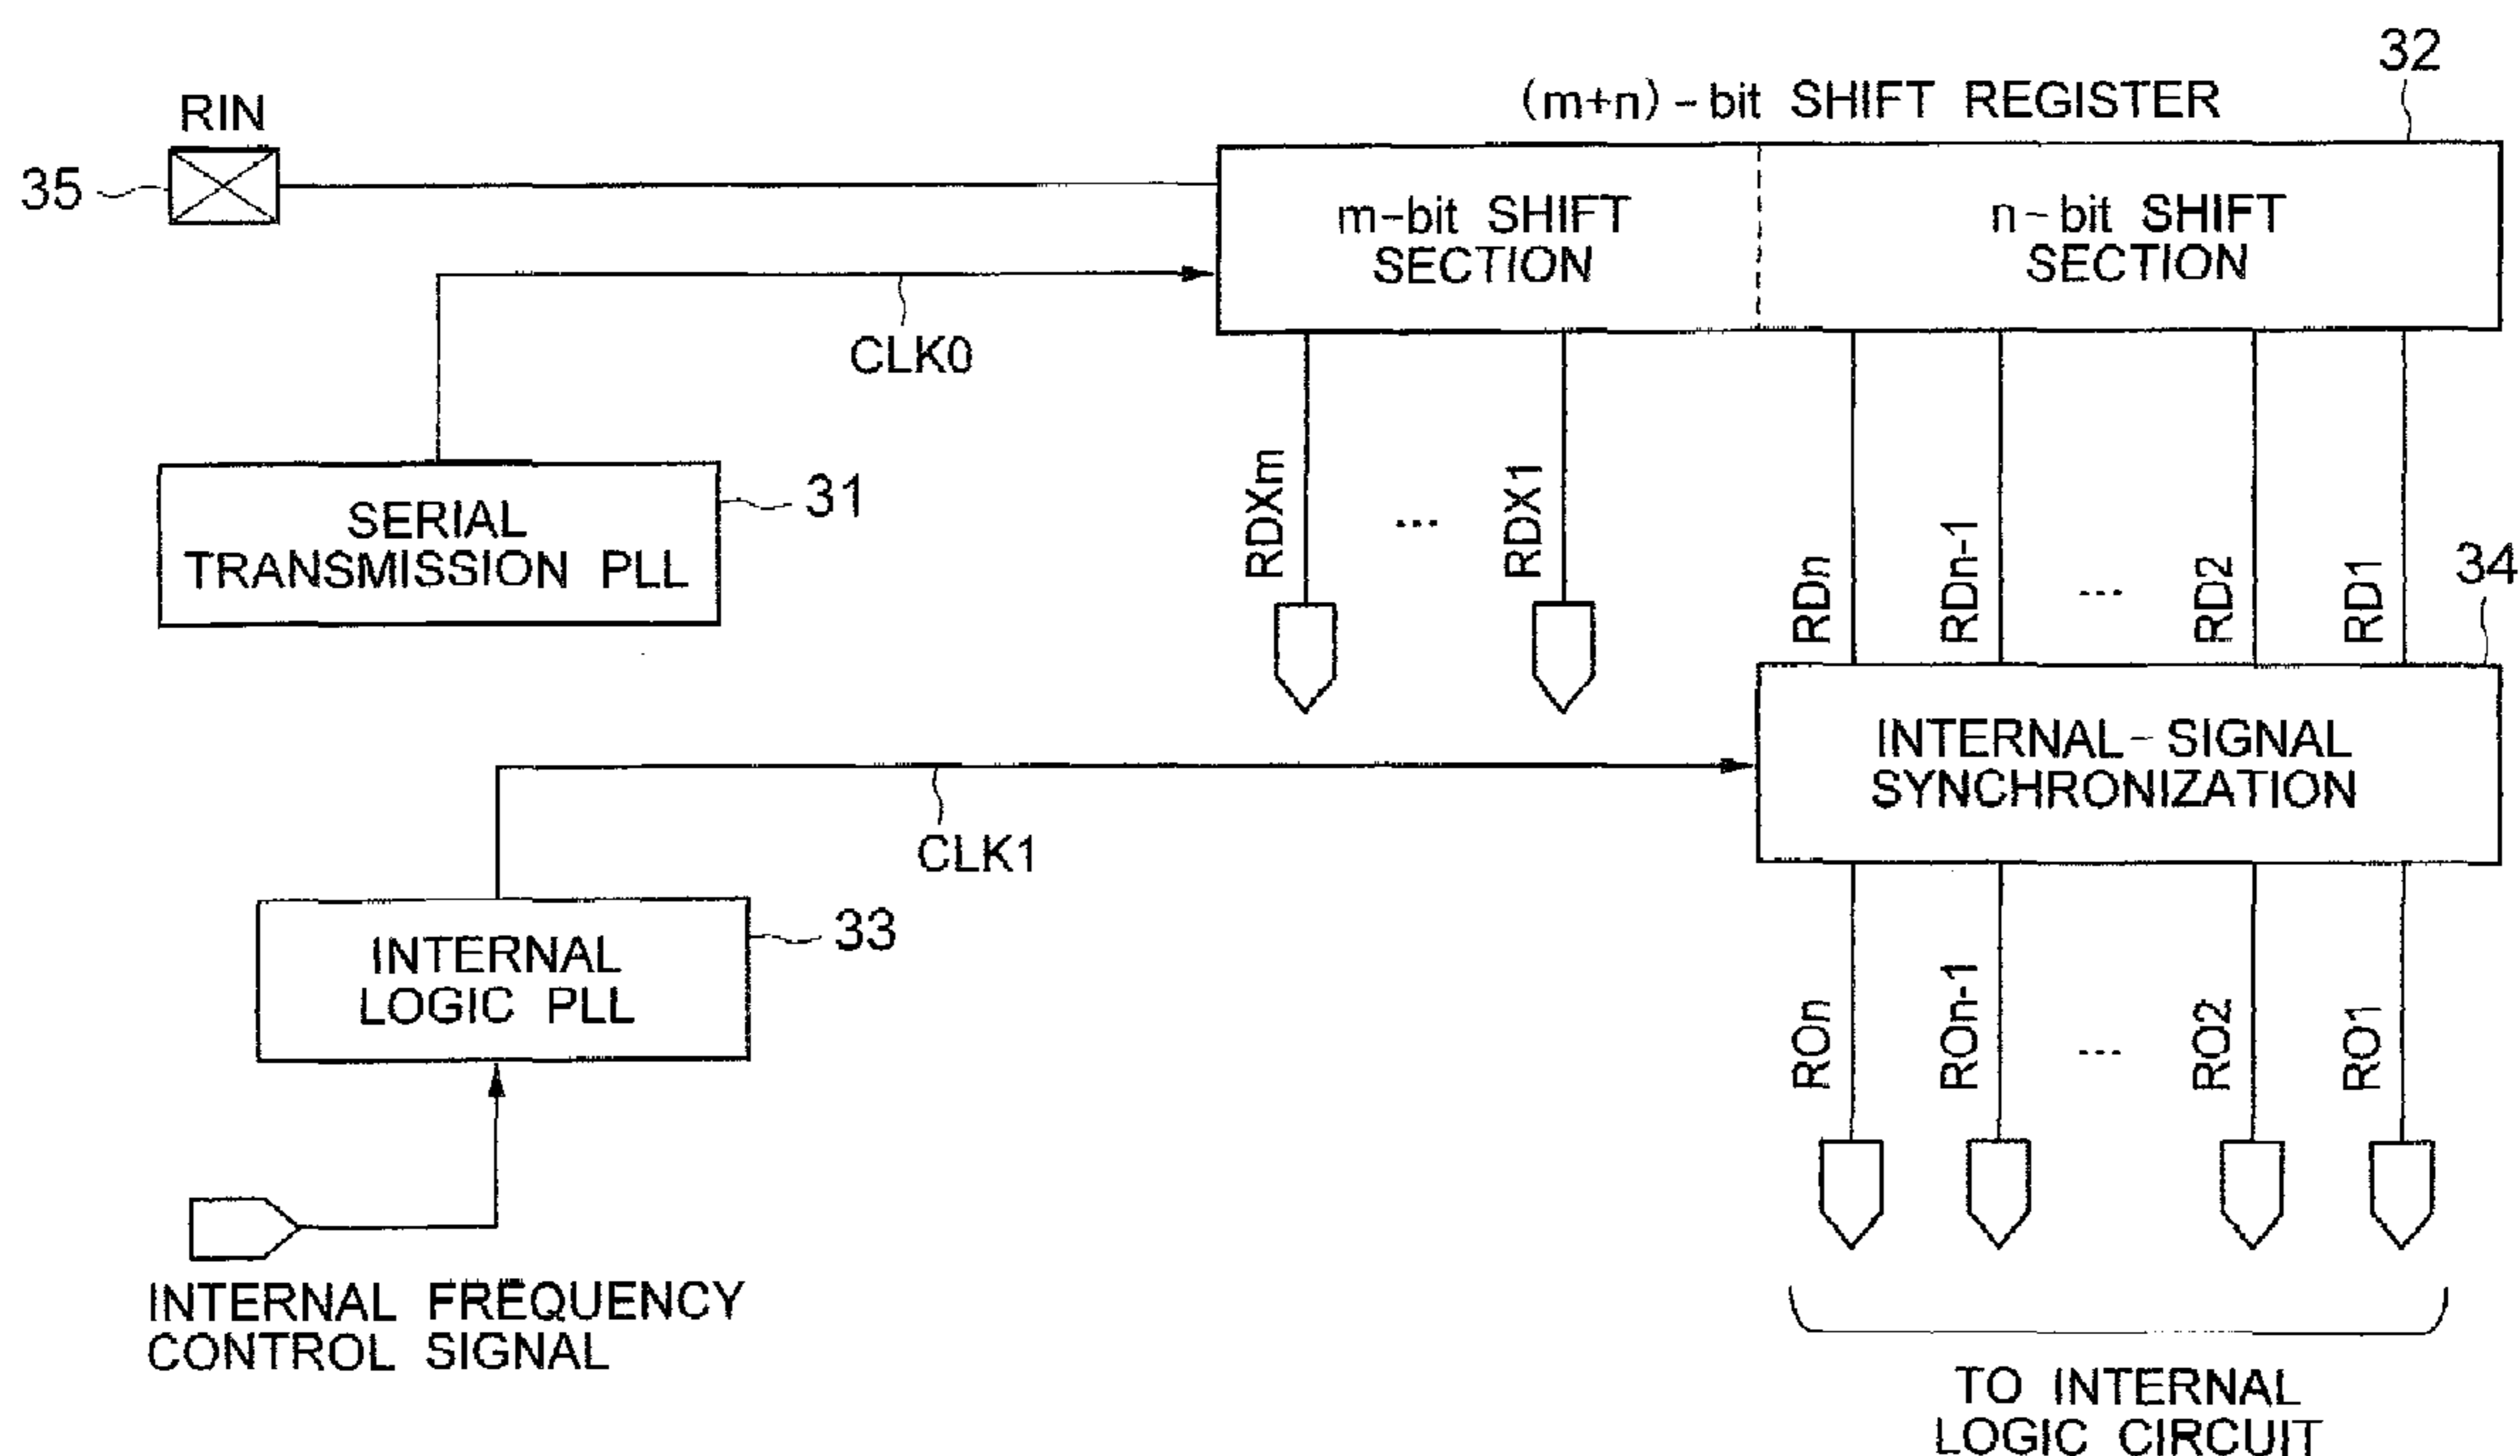 32
(m+n)-bit SHIFT REGISTER
RIN
35
m-bit SHIFT
SECTION
n-bit SHIFT
SECTION
CLK0
SERIAL
TRANSMISSION PLL
31
RDXm
...
RDX1
RDn
RDn-1
...
RD2
RD1
34
INTERNAL-SIGNAL
SYNCHRONIZATION
CLK1
INTERNAL
LOGIC PLL
33
ROn
ROn-1
...
RO2
RO1
INTERNAL FREQUENCY
CONTROL SIGNAL
TO INTERNAL
LOGIC CIRCUIT